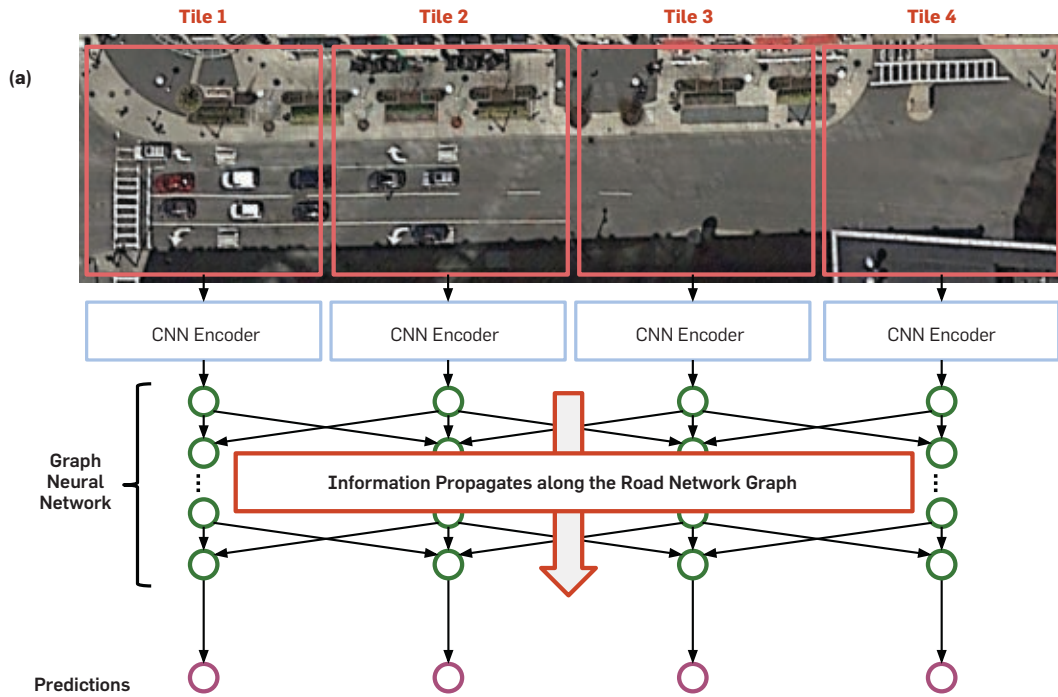 Tile 1 Tile 2 Tile 3 Tile 4
(a)
CNN Encoder CNN Encoder CNN Encoder CNN Encoder
Graph
Neural
Network
Information Propagates along the Road Network Graph
Predictions